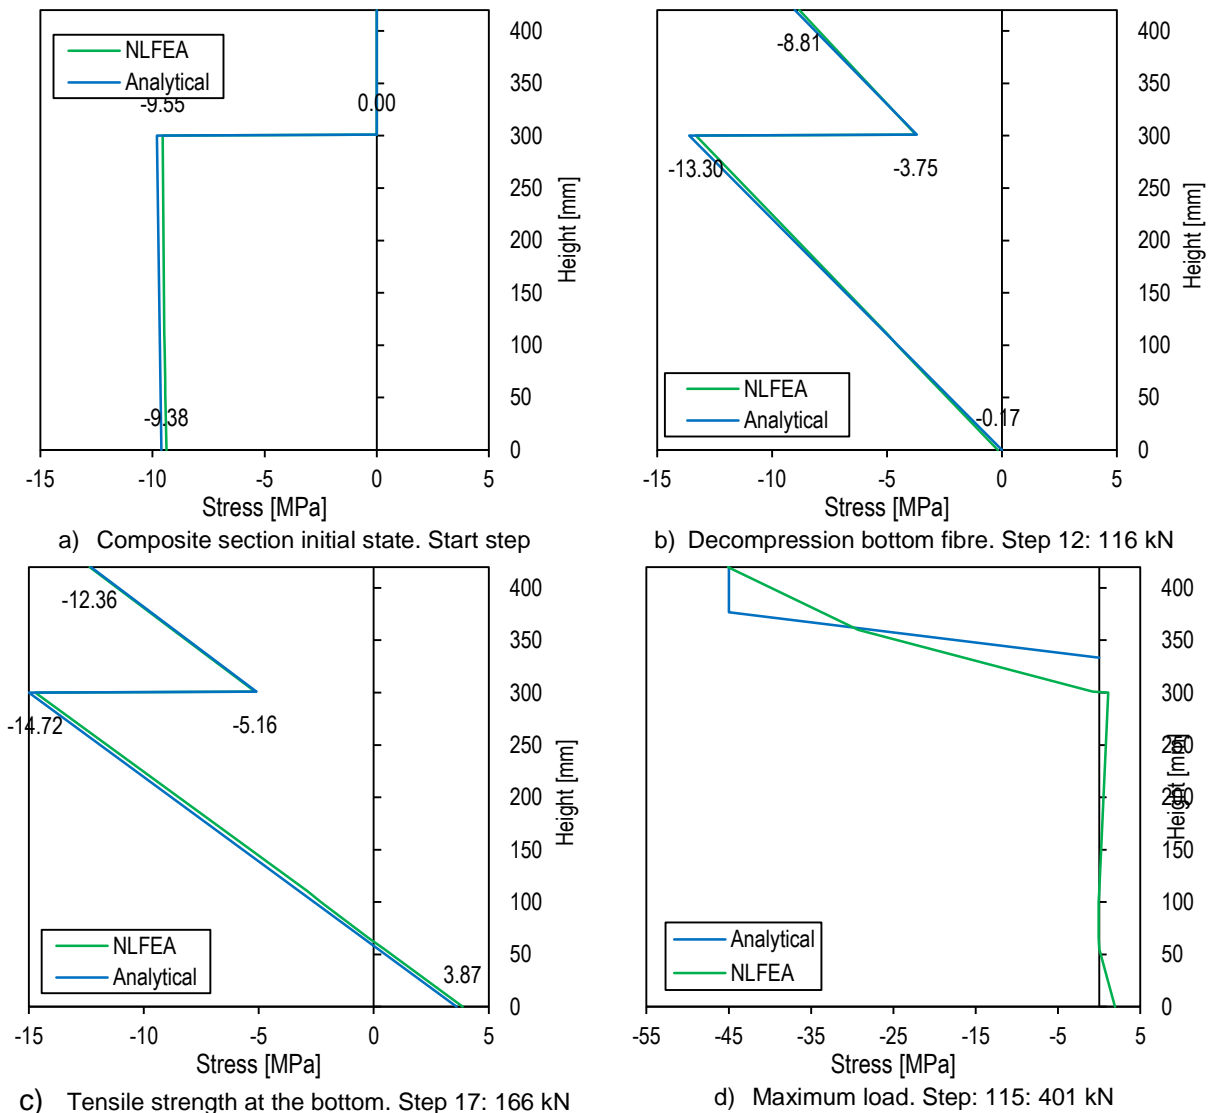 NLFEA
Analytical
-9.55
0.00
-9.38
400
350
300
250
200
150
100
50
0
Height [mm]
-15 -10 -5 0 5
Stress [MPa]
a) Composite section initial state. Start step
-8.81
-13.30
-3.75
-0.17
NLFEA
Analytical
400
350
300
250
200
150
100
50
0
Height [mm]
-15 -10 -5 0 5
Stress [MPa]
b) Decompression bottom fibre. Step 12: 116 kN
-12.36
-14.72
-5.16
3.87
NLFEA
Analytical
400
350
300
250
200
150
100
50
0
Height [mm]
-15 -10 -5 0 5
Stress [MPa]
c) Tensile strength at the bottom. Step 17: 166 kN
Analytical
NLFEA
400
350
300
250
200
150
100
50
0
Height [mm]
-55 -45 -35 -25 -15 -5 5
Stress [MPa]
d) Maximum load. Step: 115: 401 kN